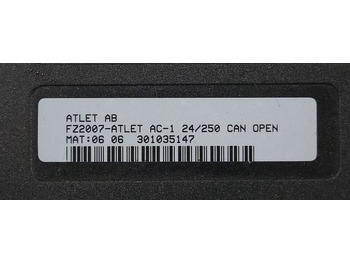 ATLET AB
FZ2007-ATLET AC-1 24/250 CAN OPEN
MAT:06 06 301035147